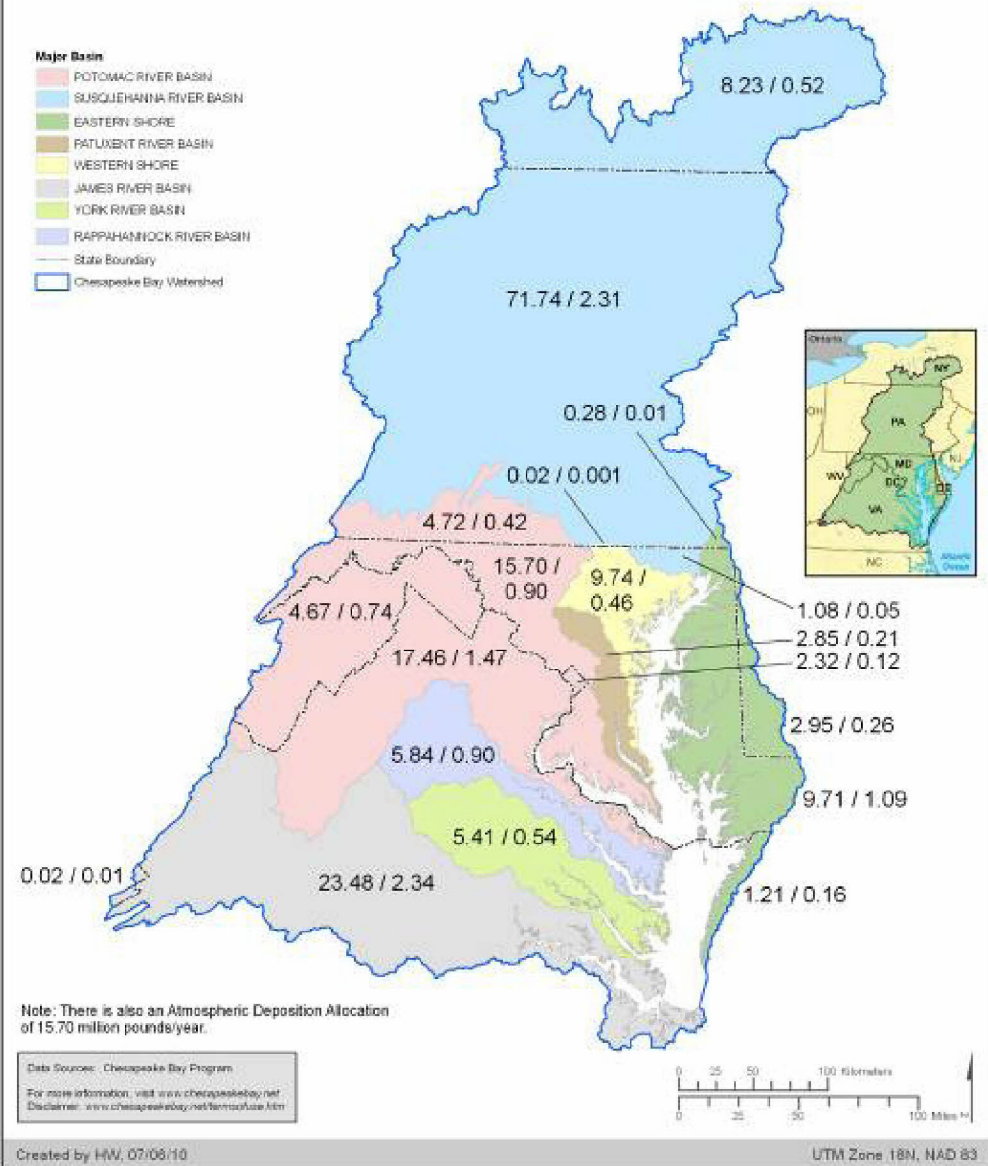 Major Basin
POTOMAC RIVER BASIN
SUSQUEHANNA RIVER BASIN
EASTERN SHORE
PATUXENT RIVER BASIN
WESTERN SHORE
JAMES RIVER BASIN
YORK RIVER BASIN
RAPPAHANNOCK RIVER BASIN
State Boundary
Chesapeake Bay Watershed
8.23 / 0.52
71.74 / 2.31
0.28 / 0.01
0.02 / 0.001
4.72 / 0.42
15.70 /
0.90
9.74 /
0.46
4.67 / 0.74
17.46 / 1.47
1.08 / 0.05
2.85 / 0.21
2.32 / 0.12
2.95 / 0.26
5.84 / 0.90
9.71 / 1.09
5.41 / 0.54
0.02 / 0.01
23.48 / 2.34
1.21 / 0.16
Ontario
NY
OH
PA
NJ
MD
WV
DC
DE
VA
NC
Atlantic
Ocean
Note: There is also an Atmospheric Deposition Allocation
of 15.70 million pounds/year.
Data Sources: Chesapeake Bay Program
For more information, visit www.chesapeakebay.net
Disclaimer: www.chesapeakebay.net/termsofuse.htm
0 25 50 100 Kilometers
0 25 50 100 Miles
Created by HW, 07/06/10
UTM Zone 18N, NAD 83